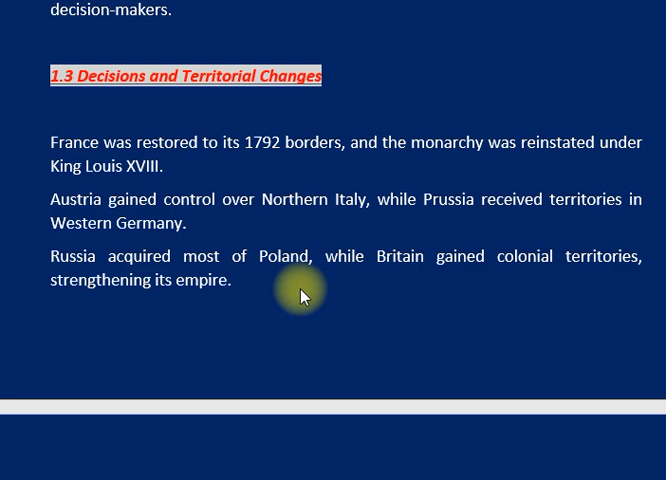 decision-makers.
1.3 Decisions and Territorial Changes
France was restored to its 1792 borders, and the monarchy was reinstated under
King Louis XVIII.
Austria gained control over Northern Italy, while Prussia received territories in
Western Germany.
Russia acquired most of Poland, while Britain gained colonial territories,
strengthening its empire.